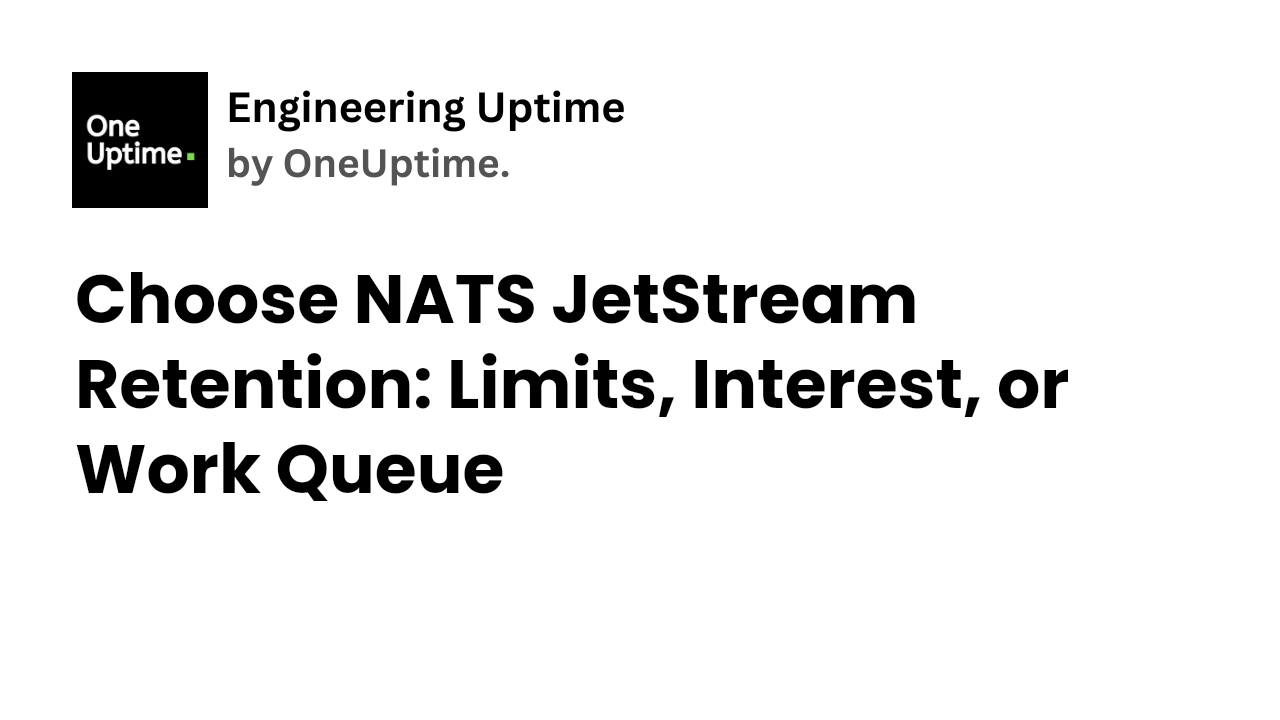 One
Uptime
Engineering Uptime
by OneUptime.
Choose NATS JetStream
Retention: Limits, Interest, or
Work Queue